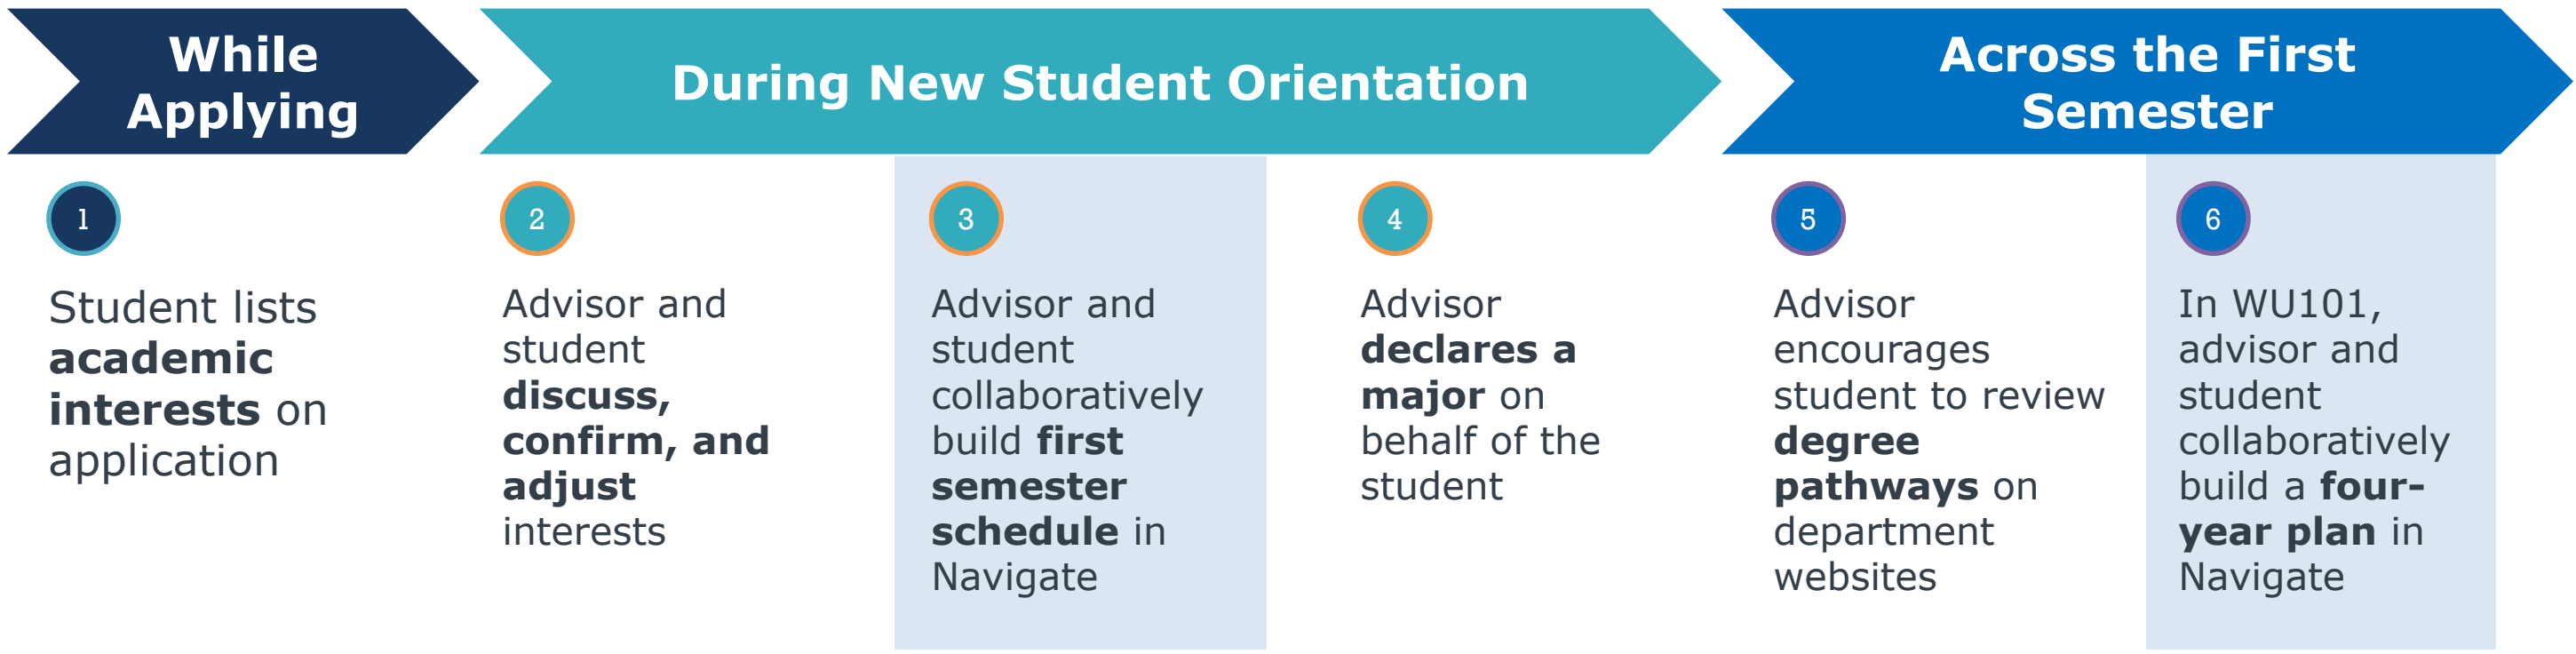 While
Applying
During New Student Orientation
Across the First
Semester
1
Student lists
academic
interests on
application
2
Advisor and
student
discuss,
confirm, and
adjust
interests
3
Advisor and
student
collaboratively
build first
semester
schedule in
Navigate
4
Advisor
declares a
major on
behalf of the
student
5
Advisor
encourages
student to review
degree
pathways on
department
websites
6
In WU101,
advisor and
student
collaboratively
build a four-
year plan in
Navigate